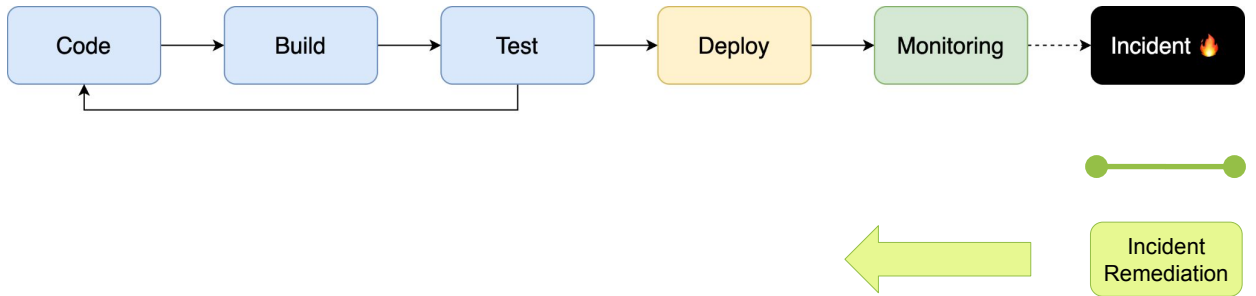 Code
Build
Test
Deploy
Monitoring
Incident 🔥
Incident
Remediation